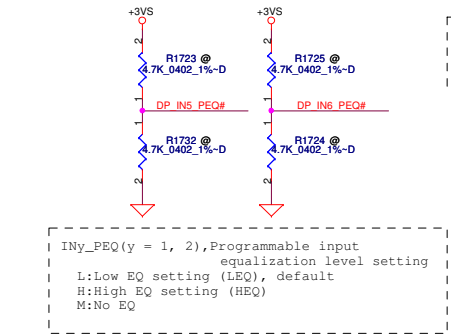 +3VS +3VS
2 2
R1723 @ R1725 @
4.7K_0402_1%~D 4.7K_0402_1%~D
1 1
DP_IN5_PEQ# DP_IN6_PEQ#
1 1
R1732 @ R1724 @
4.7K_0402_1%~D 4.7K_0402_1%~D
2 2
INy_PEQ(y = 1, 2),Programmable input
equalization level setting
L:Low EQ setting (LEQ), default
H:High EQ setting (HEQ)
M:No EQ